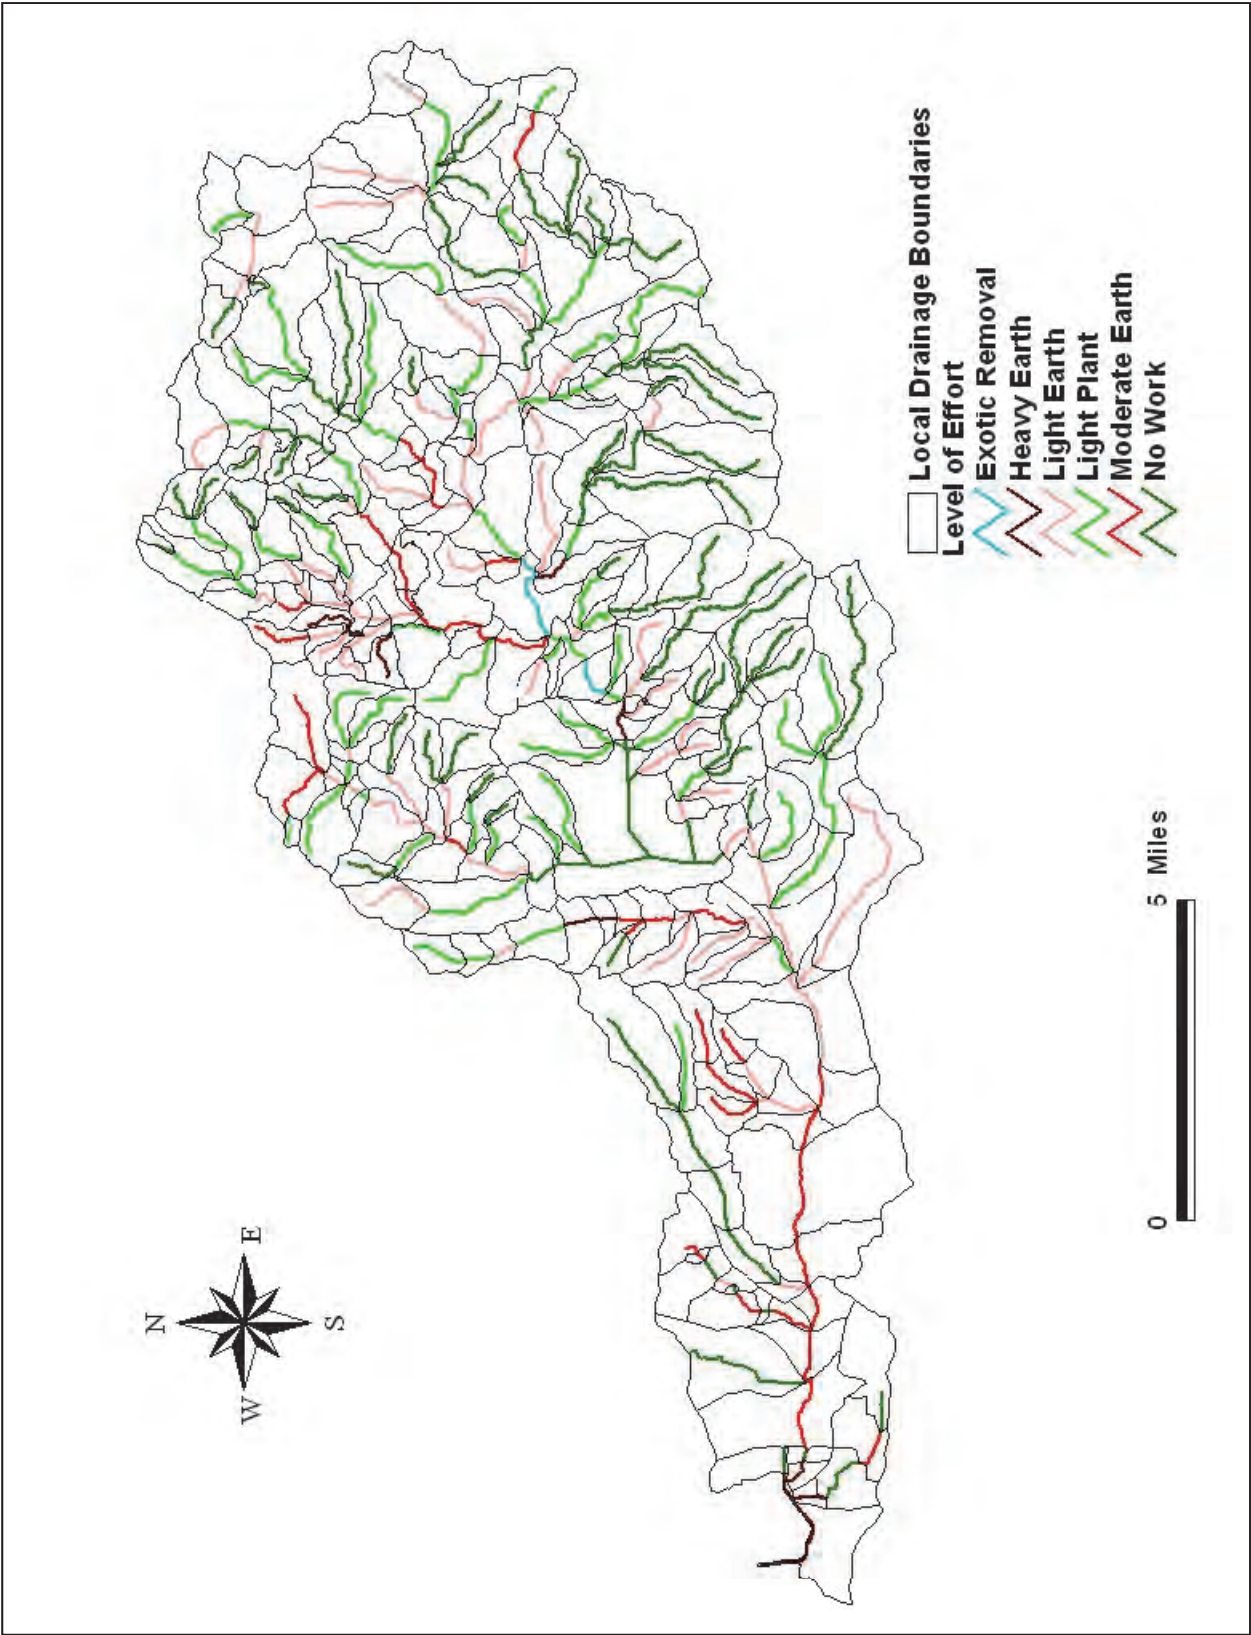 N
W E
S
Local Drainage Boundaries
Level of Effort
Exotic Removal
Heavy Earth
Light Earth
Light Plant
Moderate Earth
No Work
0 5 Miles